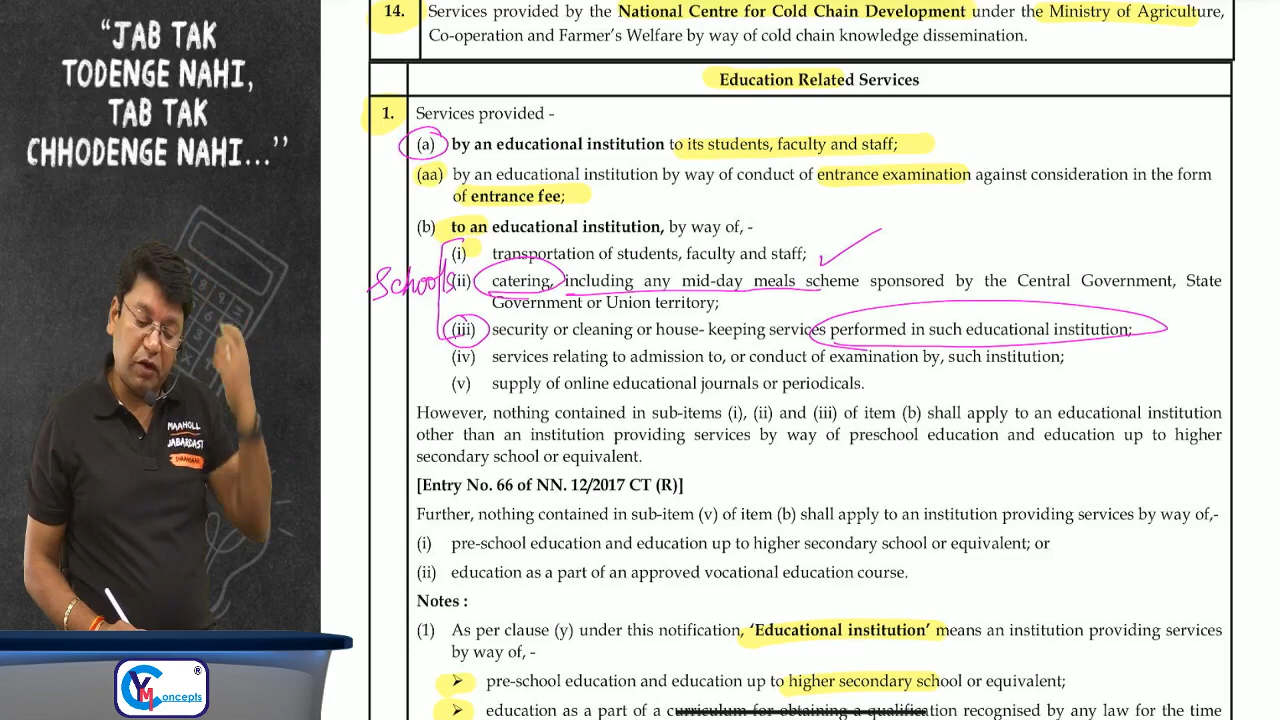 "JAB TAK
TODENGE NAHI,
TAB TAK
CHHODENGE NAHI...''
MAAHOLL
JABARDAST
CYM
oncepts
®
14. Services provided by the National Centre for Cold Chain Development under the Ministry of Agriculture,
Co-operation and Farmer's Welfare by way of cold chain knowledge dissemination.
Education Related Services
1. Services provided -
(a) by an educational institution to its students, faculty and staff;
(aa) by an educational institution by way of conduct of entrance examination against consideration in the form
of entrance fee;
(b) to an educational institution, by way of, -
(i) transportation of students, faculty and staff;
Schools
(ii) catering, including any mid-day meals scheme sponsored by the Central Government, State
Government or Union territory;
(iii) security or cleaning or house- keeping services performed in such educational institution;
(iv) services relating to admission to, or conduct of examination by, such institution;
(v) supply of online educational journals or periodicals.
However, nothing contained in sub-items (i), (ii) and (iii) of item (b) shall apply to an educational institution
other than an institution providing services by way of preschool education and education up to higher
secondary school or equivalent.
[Entry No. 66 of NN. 12/2017 CT (R)]
Further, nothing contained in sub-item (v) of item (b) shall apply to an institution providing services by way of,-
(i) pre-school education and education up to higher secondary school or equivalent; or
(ii) education as a part of an approved vocational education course.
Notes :
(1) As per clause (y) under this notification, 'Educational institution' means an institution providing services
by way of, -
➢ pre-school education and education up to higher secondary school or equivalent;
➢ education as a part of a curriculum for obtaining a qualification recognised by any law for the time